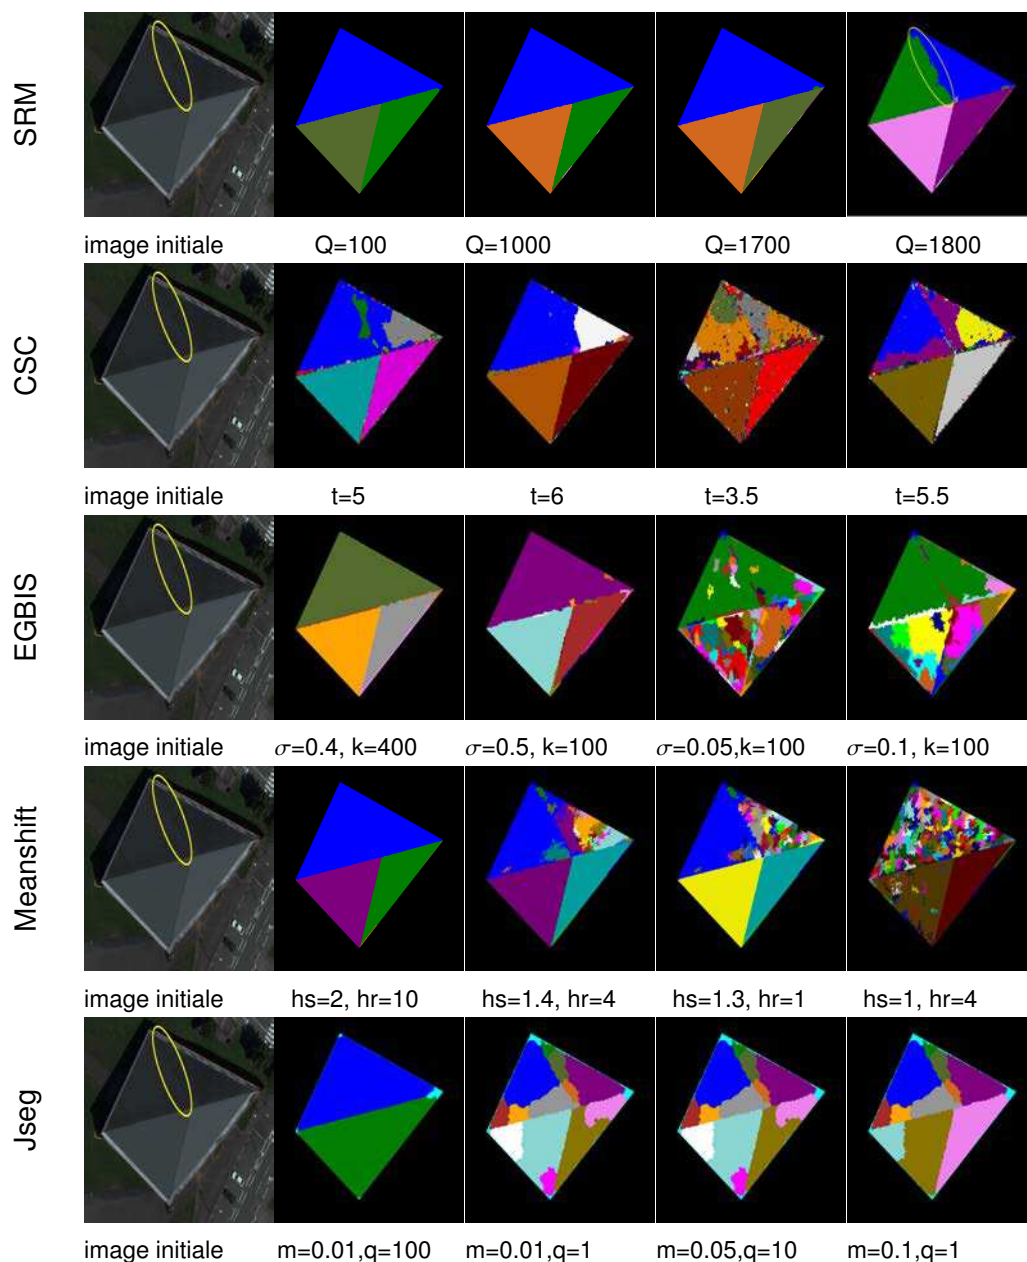 SRM
image initiale Q=100 Q=1000 Q=1700 Q=1800
CSC
image initiale t=5 t=6 t=3.5 t=5.5
EGBIS
image initiale σ=0.4, k=400 σ=0.5, k=100 σ=0.05,k=100 σ=0.1, k=100
Meanshift
image initiale hs=2, hr=10 hs=1.4, hr=4 hs=1.3, hr=1 hs=1, hr=4
Jseg
image initiale m=0.01,q=100 m=0.01,q=1 m=0.05,q=10 m=0.1,q=1